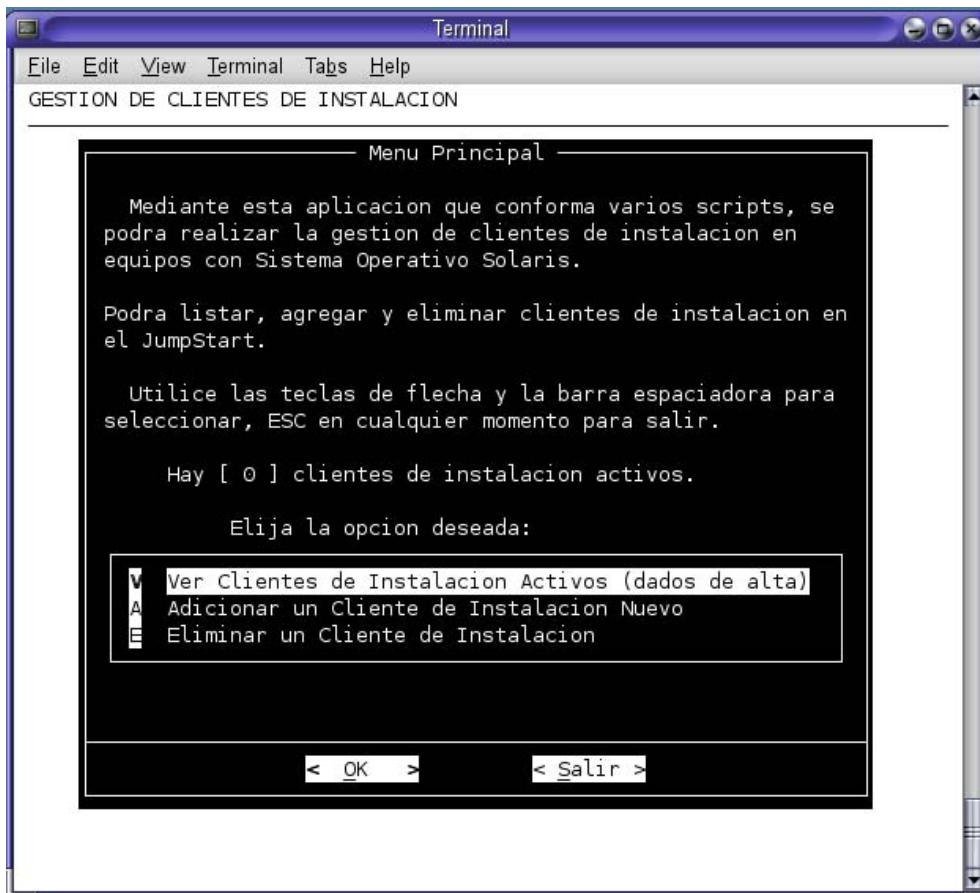 Terminal
File Edit View Terminal Tabs Help
GESTION DE CLIENTES DE INSTALACION
Menu Principal
Mediante esta aplicacion que conforma varios scripts, se
podra realizar la gestion de clientes de instalacion en
equipos con Sistema Operativo Solaris.
Podra listar, agregar y eliminar clientes de instalacion en
el JumpStart.
Utilice las teclas de flecha y la barra espaciadora para
seleccionar, ESC en cualquier momento para salir.
Hay [ 0 ] clientes de instalacion activos.
Elija la opcion deseada:
V Ver Clientes de Instalacion Activos (dados de alta)
A Adicionar un Cliente de Instalacion Nuevo
E Eliminar un Cliente de Instalacion
< OK > < Salir >